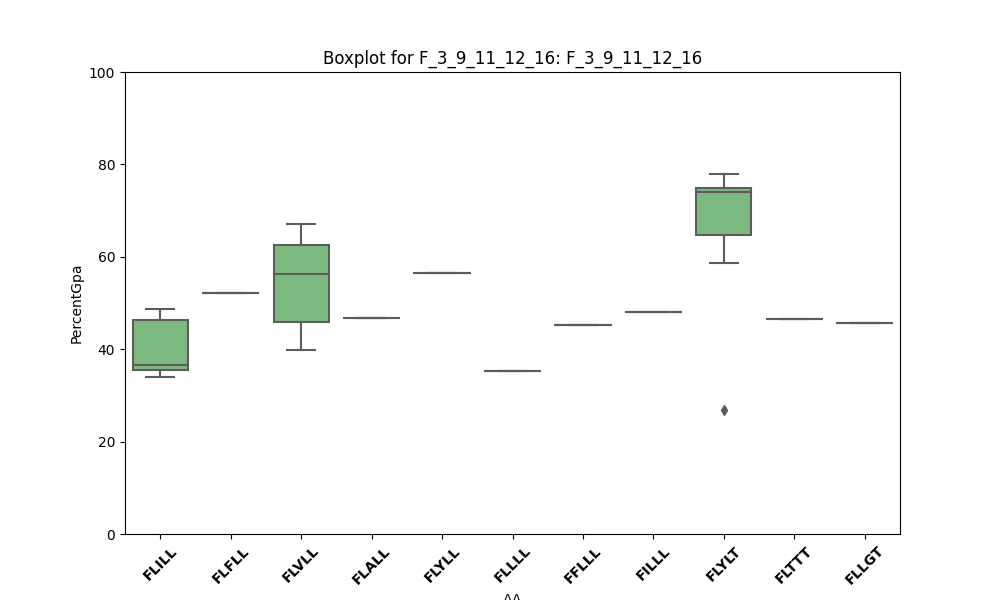 Boxplot for F_3_9_11_12_16: F_3_9_11_12_16
100
80
60
40
20
0
PercentGpa
FLILL FLFLL FLVLL FLALL FLYLL FLLLL FFLLL FILLL FLYLT FLTTT FLLGT
AA